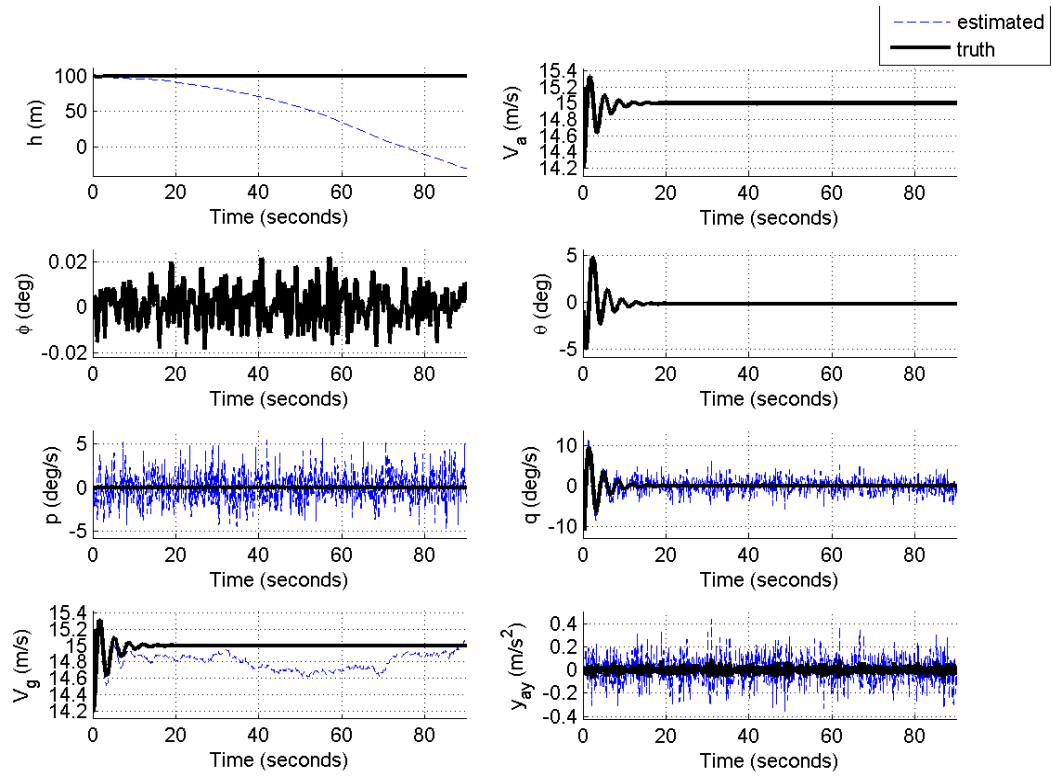 estimated
truth
h (m)
100
50
0
0 20 40 60 80
Time (seconds)
V_a (m/s)
15.4
15.2
15
14.8
14.6
14.4
14.2
0 20 40 60 80
Time (seconds)
ϕ (deg)
0.02
0
-0.02
0 20 40 60 80
Time (seconds)
θ (deg)
5
0
-5
0 20 40 60 80
Time (seconds)
p (deg/s)
5
0
-5
0 20 40 60 80
Time (seconds)
q (deg/s)
10
0
-10
0 20 40 60 80
Time (seconds)
V_g (m/s)
15.4
15.2
15
14.8
14.6
14.4
14.2
0 20 40 60 80
Time (seconds)
y_ay (m/s²)
0.4
0.2
0
-0.2
-0.4
0 20 40 60 80
Time (seconds)